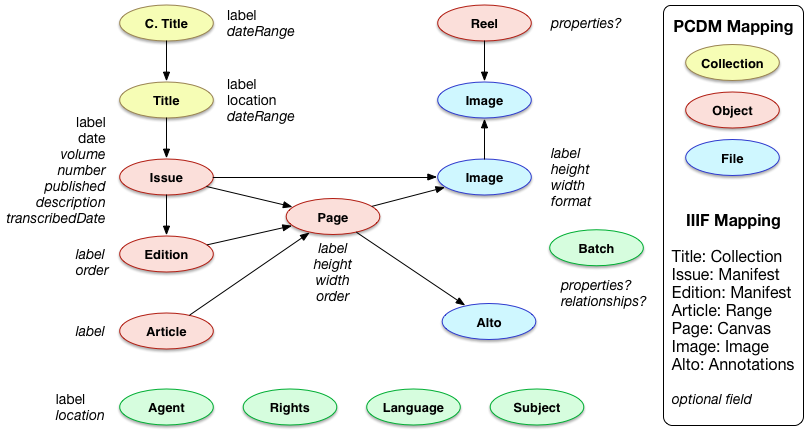 C. Title
label
dateRange
Reel
properties?
Title
label
location
dateRange
Image
label
date
volume
number
published
description
transcribedDate
Issue
Image
label
height
width
format
Page
label
height
width
order
label
order
Edition
Batch
properties?
relationships?
label
Article
Alto
label
location
Agent
Rights
Language
Subject
PCDM Mapping
Collection
Object
File
IIIF Mapping
Title: Collection
Issue: Manifest
Edition: Manifest
Article: Range
Page: Canvas
Image: Image
Alto: Annotations
optional field